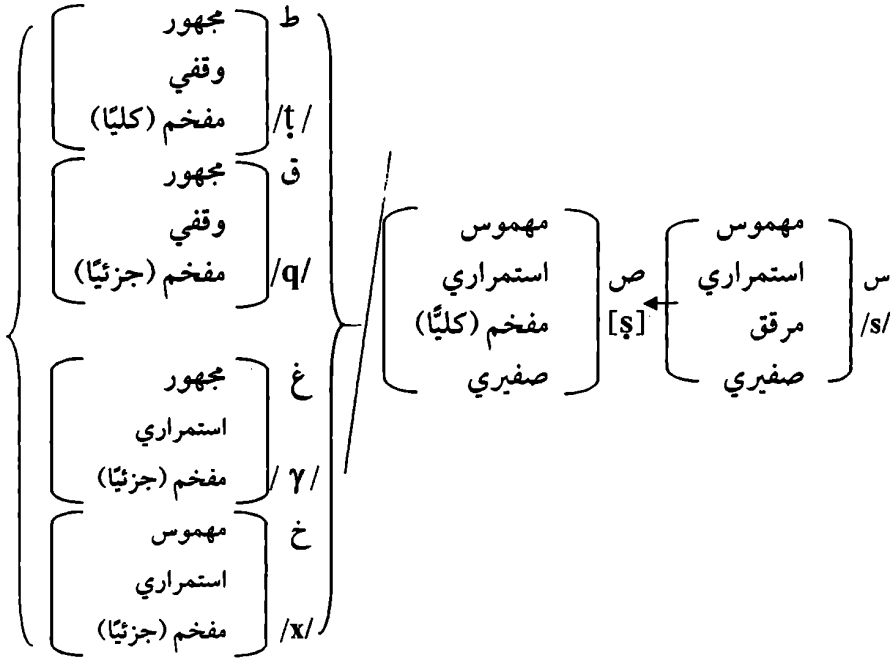 س
/s/
مهموس
استمراري
مرقق
صفيري
ص
[ṣ]
مهموس
استمراري
مفخم (كليًّا)
صفيري
ط
/ṭ/
مجهور
وقفي
مفخم (كليًا)
ق
/q/
مجهور
وقفي
مفخم (جزئيًا)
غ
/γ/
مجهور
استمراري
مفخم (جزئيًا)
خ
/x/
مهموس
استمراري
مفخم (جزئيًا)